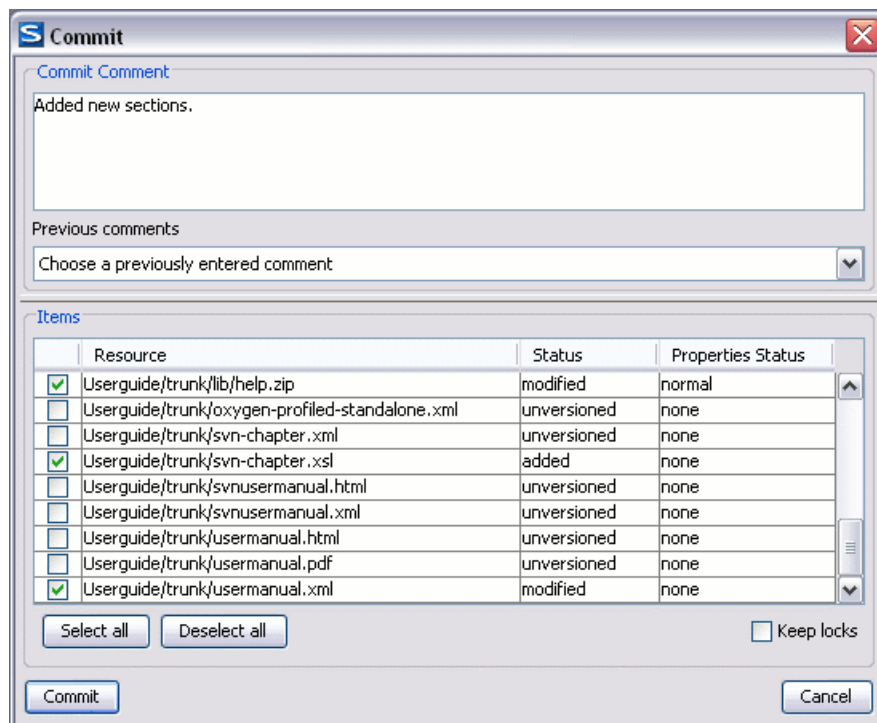 Commit
Commit Comment
Added new sections.
Previous comments
Choose a previously entered comment
Items
Resource Status Properties Status
Userguide/trunk/lib/help.zip modified normal
Userguide/trunk/oxygen-profiled-standalone.xml unversioned none
Userguide/trunk/svn-chapter.xml unversioned none
Userguide/trunk/svn-chapter.xsl added none
Userguide/trunk/svnusermanual.html unversioned none
Userguide/trunk/svnusermanual.xml unversioned none
Userguide/trunk/usermanual.html unversioned none
Userguide/trunk/usermanual.pdf unversioned none
Userguide/trunk/usermanual.xml modified none
Select all Deselect all Keep locks
Commit Cancel